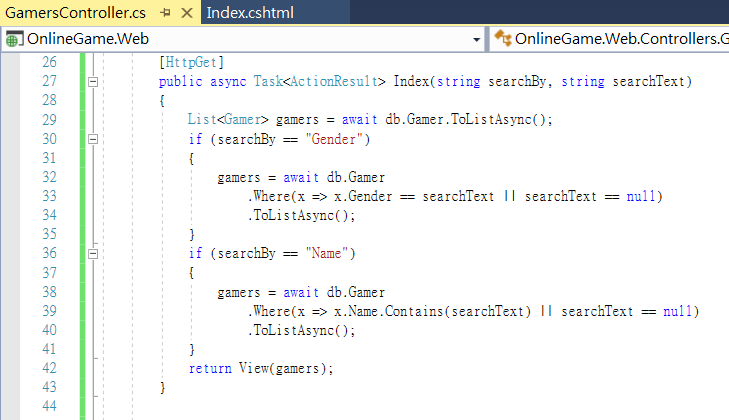 GamersController.cs Index.cshtml
OnlineGame.Web OnlineGame.Web.Controllers.G
26 [HttpGet]
27 public async Task<ActionResult> Index(string searchBy, string searchText)
28 {
29 List<Gamer> gamers = await db.Gamer.ToListAsync();
30 if (searchBy == "Gender")
31 {
32 gamers = await db.Gamer
33 .Where(x => x.Gender == searchText || searchText == null)
34 .ToListAsync();
35 }
36 if (searchBy == "Name")
37 {
38 gamers = await db.Gamer
39 .Where(x => x.Name.Contains(searchText) || searchText == null)
40 .ToListAsync();
41 }
42 return View(gamers);
43 }
44